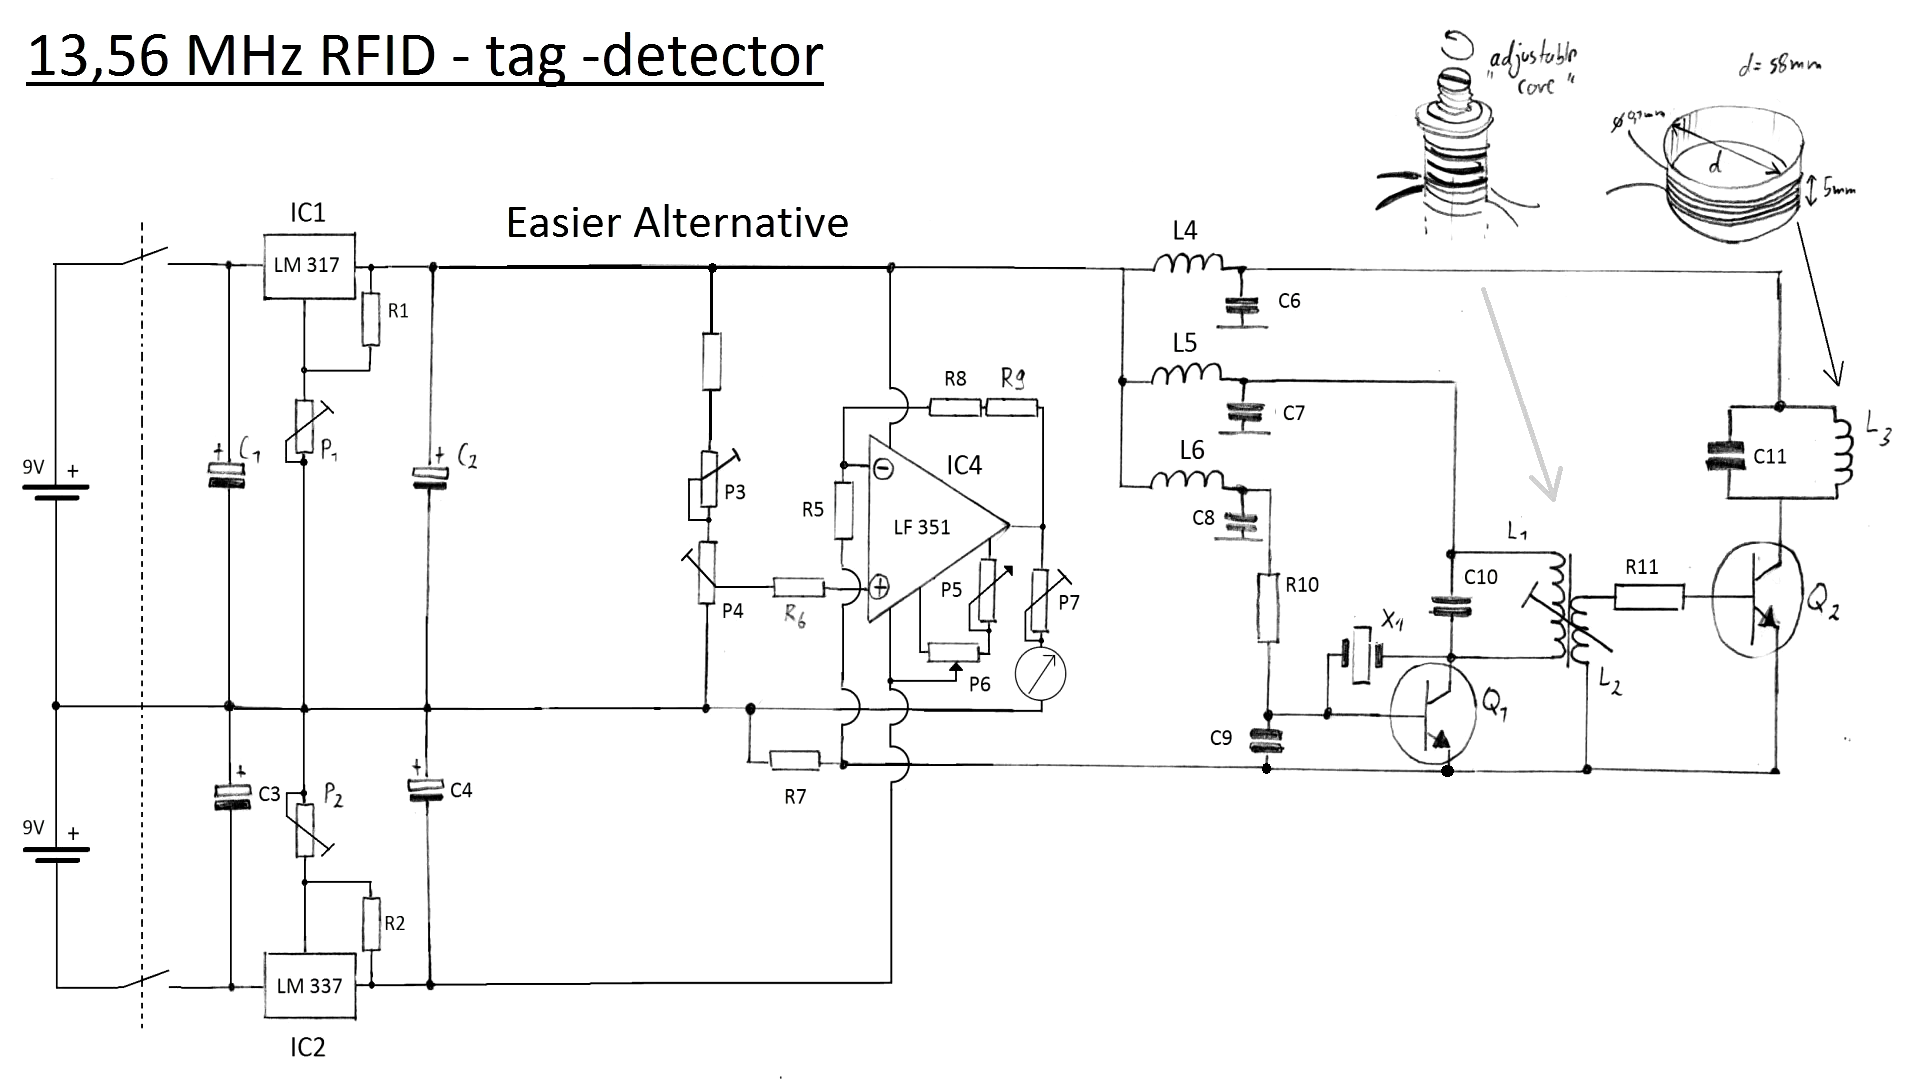 13,56 MHz RFID - tag -detector
"adjustable
core"
d= 58mm
ø 0,7mm
d
5mm
Easier Alternative
IC1
LM 317
R1
P1
9V +
+ C1
+ C2
L4
C6
L5
C7
L6
C8
R8 R9
IC4
LF 351
R5
P3
P4
R6
P5
P6
P7
R10
C9
X1
C10
L1
L2
Q1
R11
Q2
C11
L3
R7
9V +
+ C3
P2
+ C4
R2
LM 337
IC2